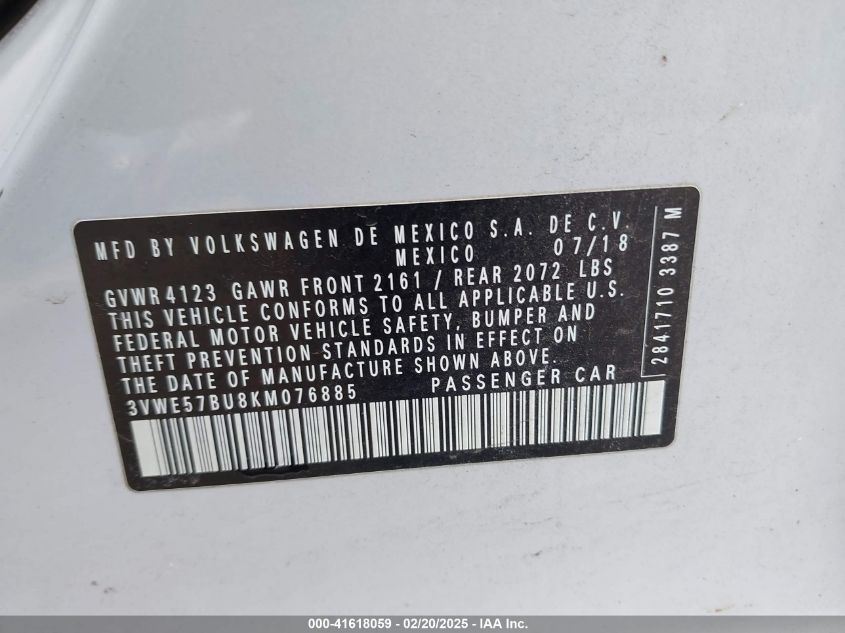 MFD BY VOLKSWAGEN DE MEXICO S.A. DE C.V.
MEXICO 07/18
GVWR 4123 GAWR FRONT 2161 / REAR 2072 LBS
THIS VEHICLE CONFORMS TO ALL APPLICABLE U.S.
FEDERAL MOTOR VEHICLE SAFETY, BUMPER AND
THEFT PREVENTION STANDARDS IN EFFECT ON
THE DATE OF MANUFACTURE SHOWN ABOVE.
3VWE57BU8KM076885 PASSENGER CAR
28417103387 M
000-41618059 - 02/20/2025 - IAA Inc.